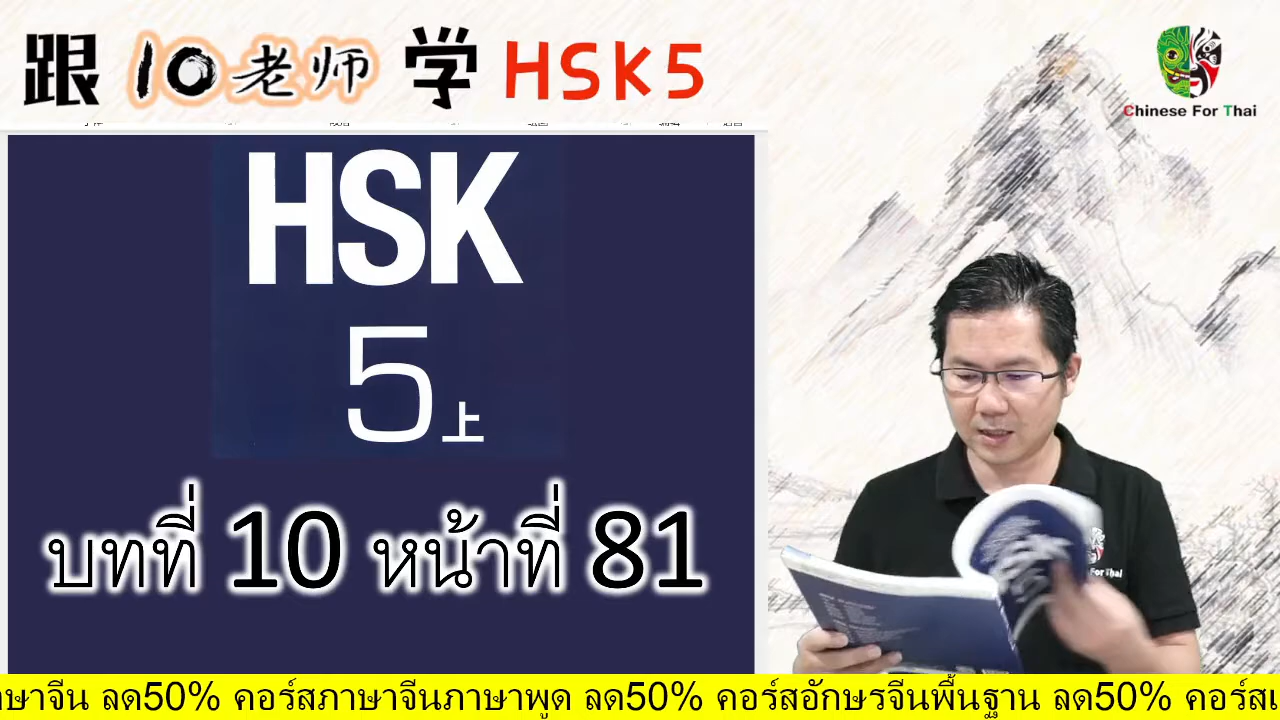 跟10老师学HSK5
Chinese For Thai
HSK
5上
บทที่ 10 หน้าที่ 81
For Thai
าษาจีน ลด50% คอร์สภาษาจีนภาษาพูด ลด50% คอร์สอักษรจีนพื้นฐาน ลด50% คอร์สเ